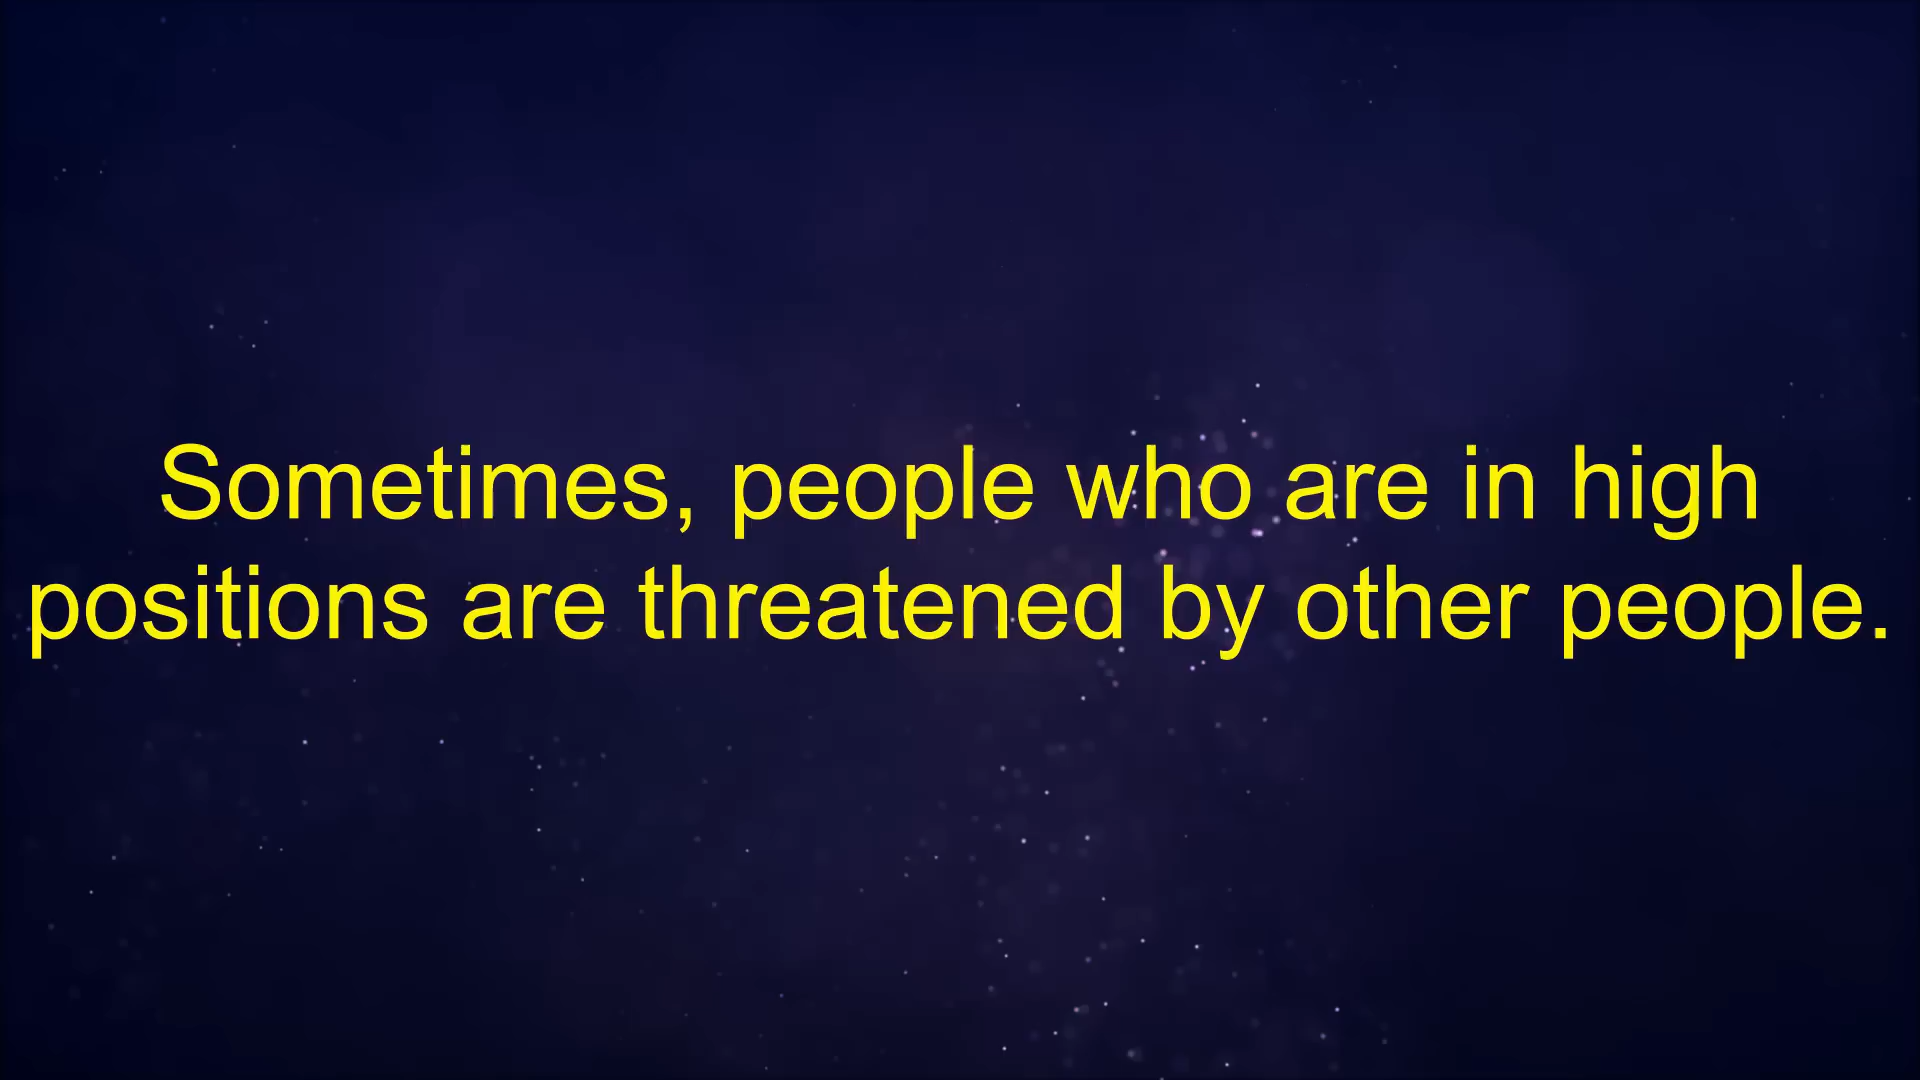 Sometimes, people who are in high
positions are threatened by other people.